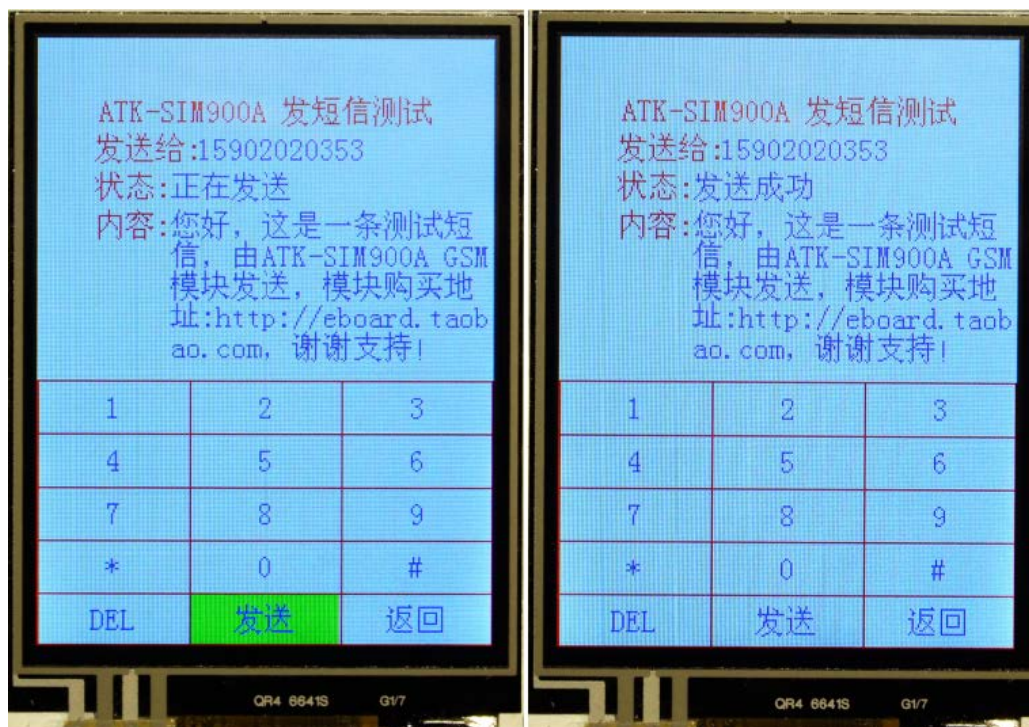 ATK-SIM900A 发短信测试
发送给:15902020353
状态:正在发送
内容:您好，这是一条测试短
信，由ATK-SIM900A GSM
模块发送，模块购买地
址:http://eboard.taob
ao.com，谢谢支持!
1 2 3
4 5 6
7 8 9
* 0 #
DEL 发送 返回
QR4 6641S G1/7
ATK-SIM900A 发短信测试
发送给:15902020353
状态:发送成功
内容:您好，这是一条测试短
信，由ATK-SIM900A GSM
模块发送，模块购买地
址:http://eboard.taob
ao.com，谢谢支持!
1 2 3
4 5 6
7 8 9
* 0 #
DEL 发送 返回
QR4 6641S G1/7